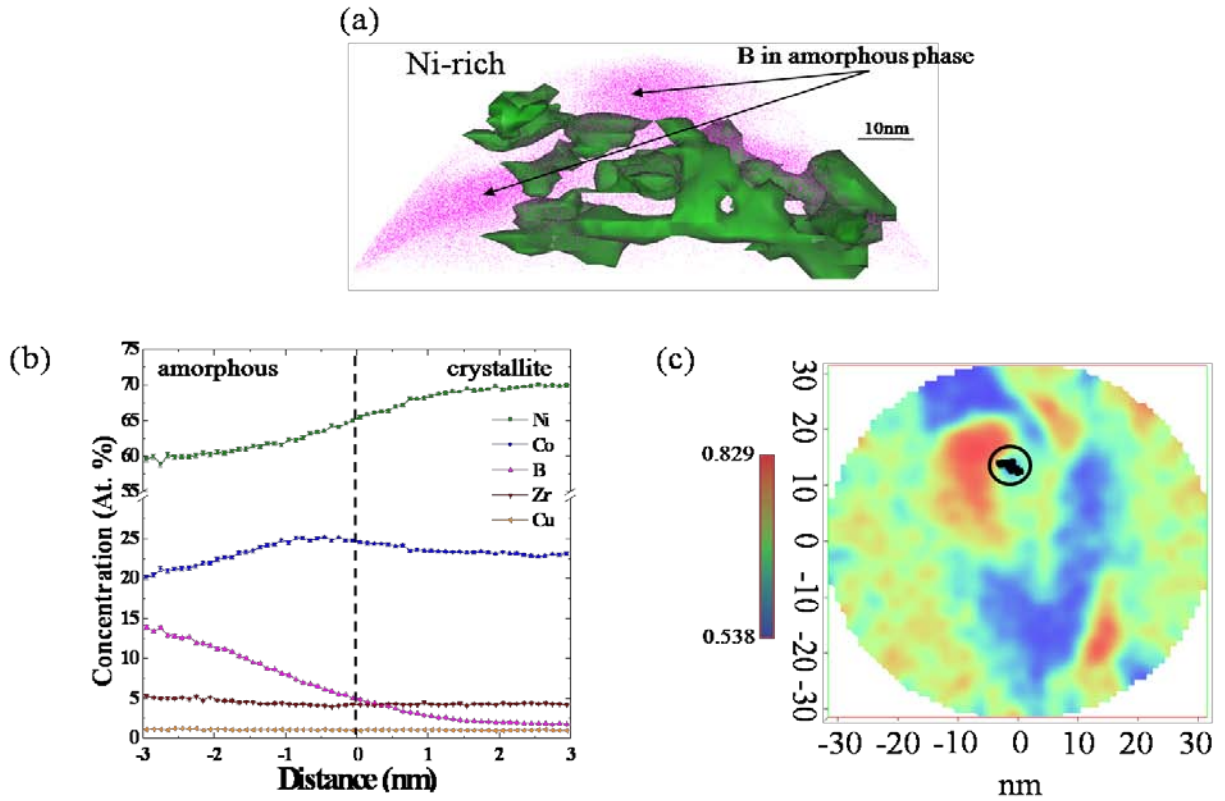 (a)
Ni-rich
B in amorphous phase
10nm
(b)
75
70
65
60
55
25
20
15
10
5
0
Concentration (At. %)
amorphous
crystallite
Ni
Co
B
Zr
Cu
-3 -2 -1 0 1 2 3
Distance (nm)
(c)
0.829
0.538
30
20
10
0
-10
-20
-30
-30 -20 -10 0 10 20 30
nm